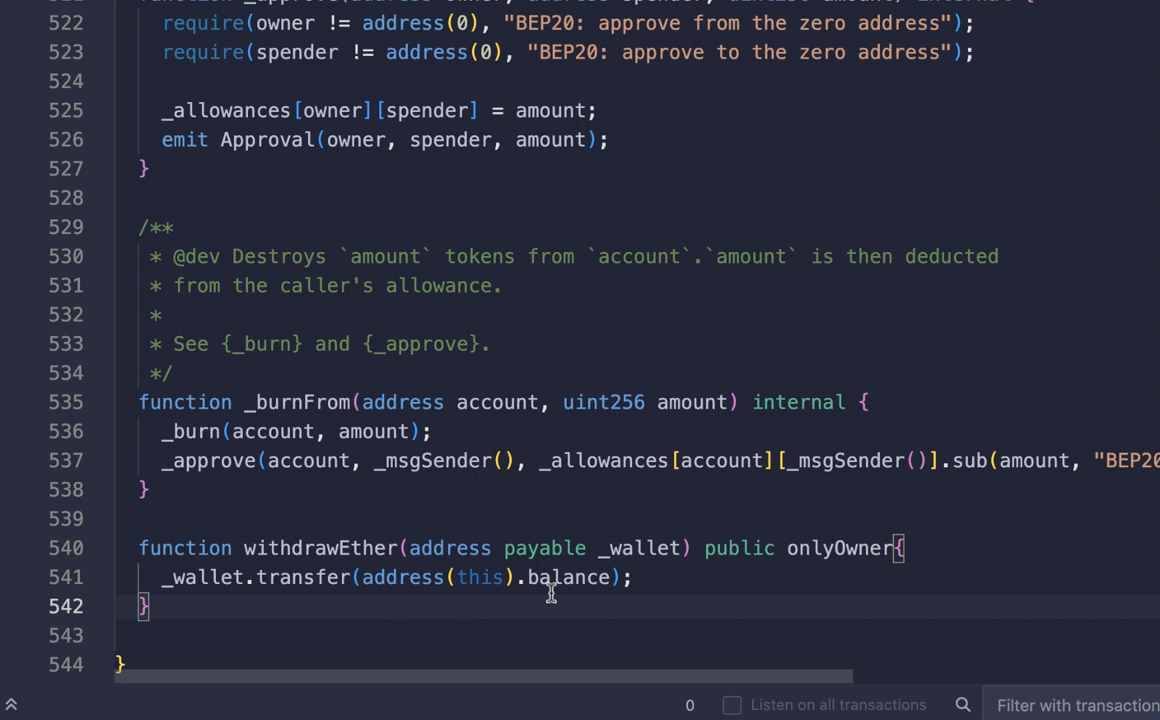 522 require(owner != address(0), "BEP20: approve from the zero address");
523 require(spender != address(0), "BEP20: approve to the zero address");
524
525 _allowances[owner][spender] = amount;
526 emit Approval(owner, spender, amount);
527 }
528
529 /**
530 * @dev Destroys `amount` tokens from `account`.`amount` is then deducted
531 * from the caller's allowance.
532 *
533 * See {_burn} and {_approve}.
534 */
535 function _burnFrom(address account, uint256 amount) internal {
536 _burn(account, amount);
537 _approve(account, _msgSender(), _allowances[account][_msgSender()].sub(amount, "BEP20
538 }
539
540 function withdrawEther(address payable _wallet) public onlyOwner{
541 _wallet.transfer(address(this).balance);
542 }
543
544 }
0 Listen on all transactions Filter with transaction